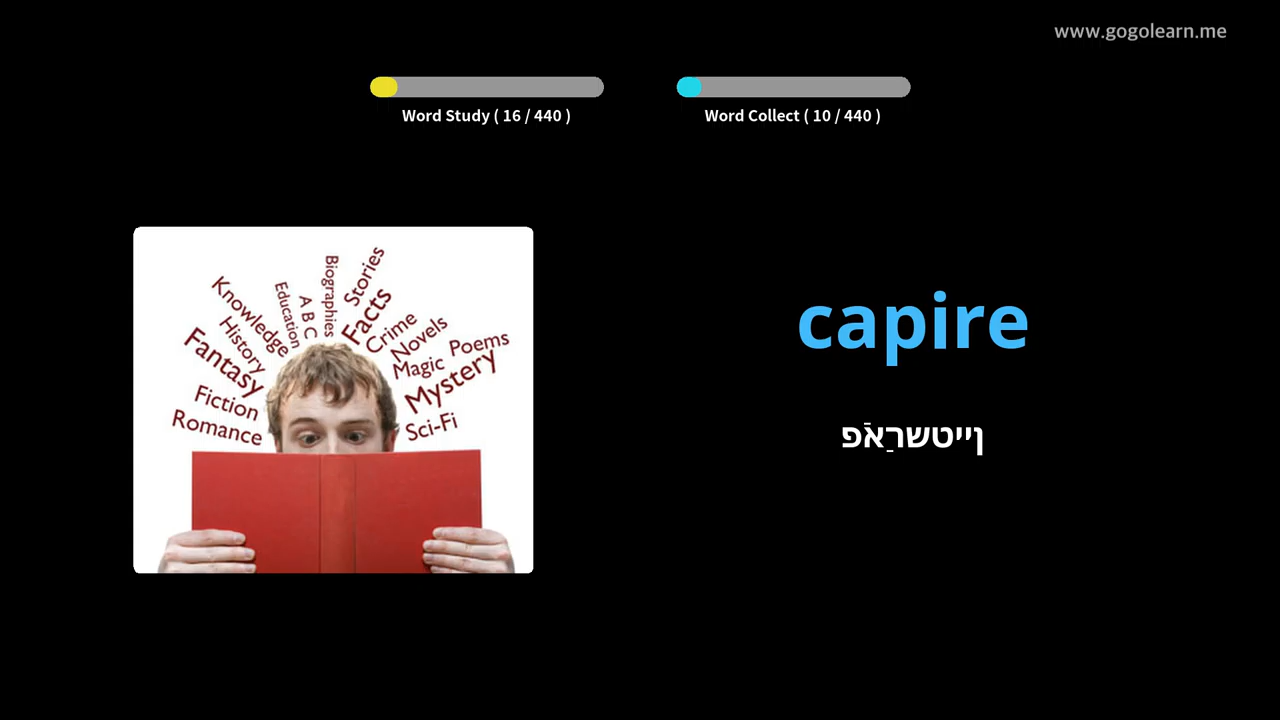 www.gogolearn.me
Word Study ( 16 / 440 )
Word Collect ( 10 / 440 )
Knowledge
History
Fantasy
Fiction
Romance
Education
A B C
Biographies
Stories
Facts
Crime
Novels
Magic
Poems
Mystery
Sci-Fi
capire
ןייטשרַאֿפ